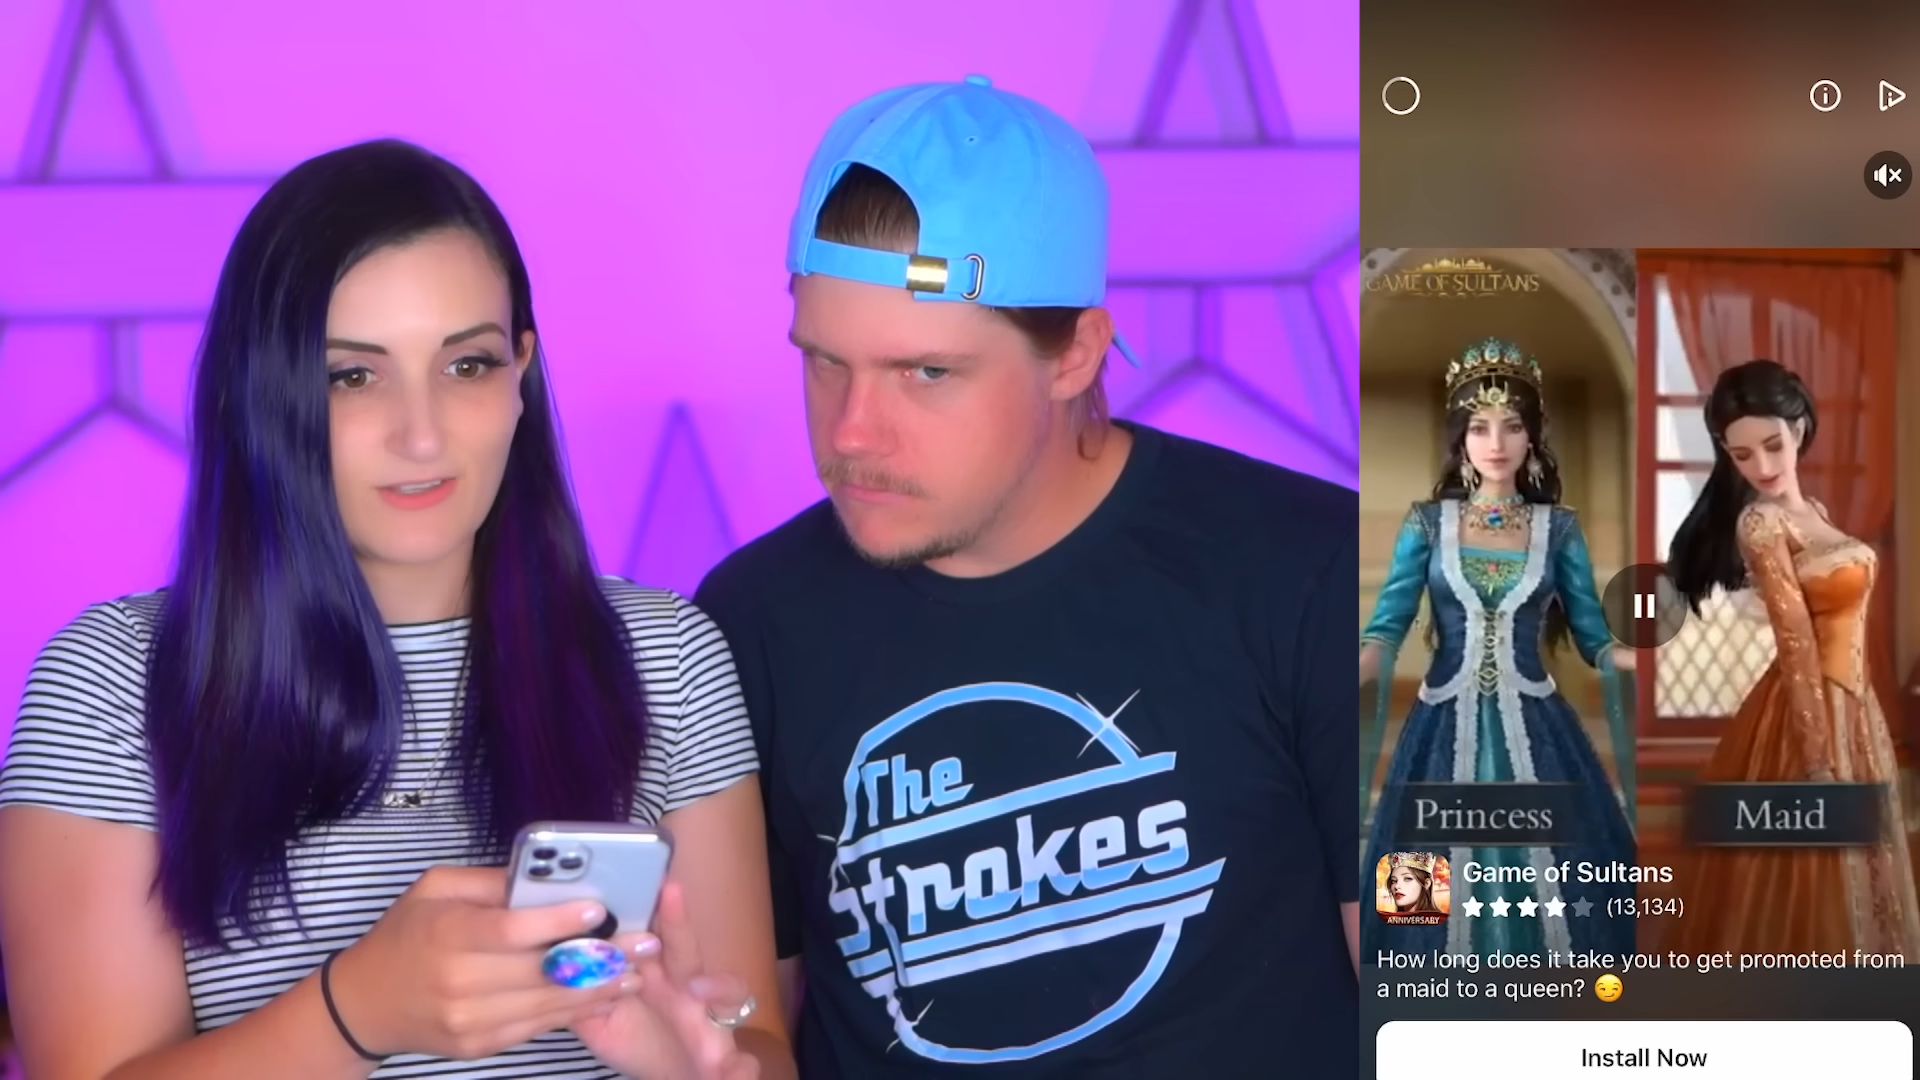 The
Strokes
GAME OF SULTANS
Princess
Maid
ANNIVERSARY
Game of Sultans
(13,134)
How long does it take you to get promoted from
a maid to a queen? 😏
Install Now